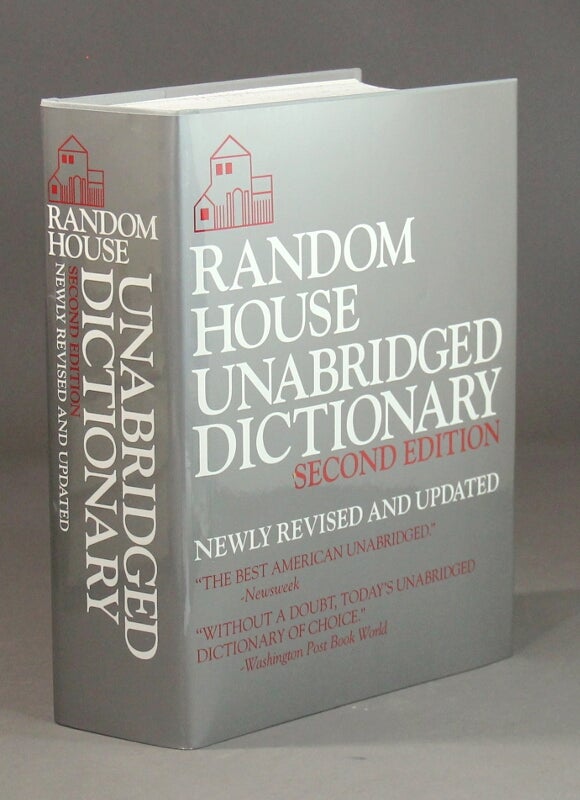 RANDOM
HOUSE
UNABRIDGED
DICTIONARY
SECOND EDITION
NEWLY REVISED AND UPDATED
RANDOM
HOUSE
UNABRIDGED
DICTIONARY
SECOND EDITION
NEWLY REVISED AND UPDATED
"THE BEST AMERICAN UNABRIDGED."
-Newsweek
"WITHOUT A DOUBT, TODAY'S UNABRIDGED
DICTIONARY OF CHOICE."
-Washington Post Book World